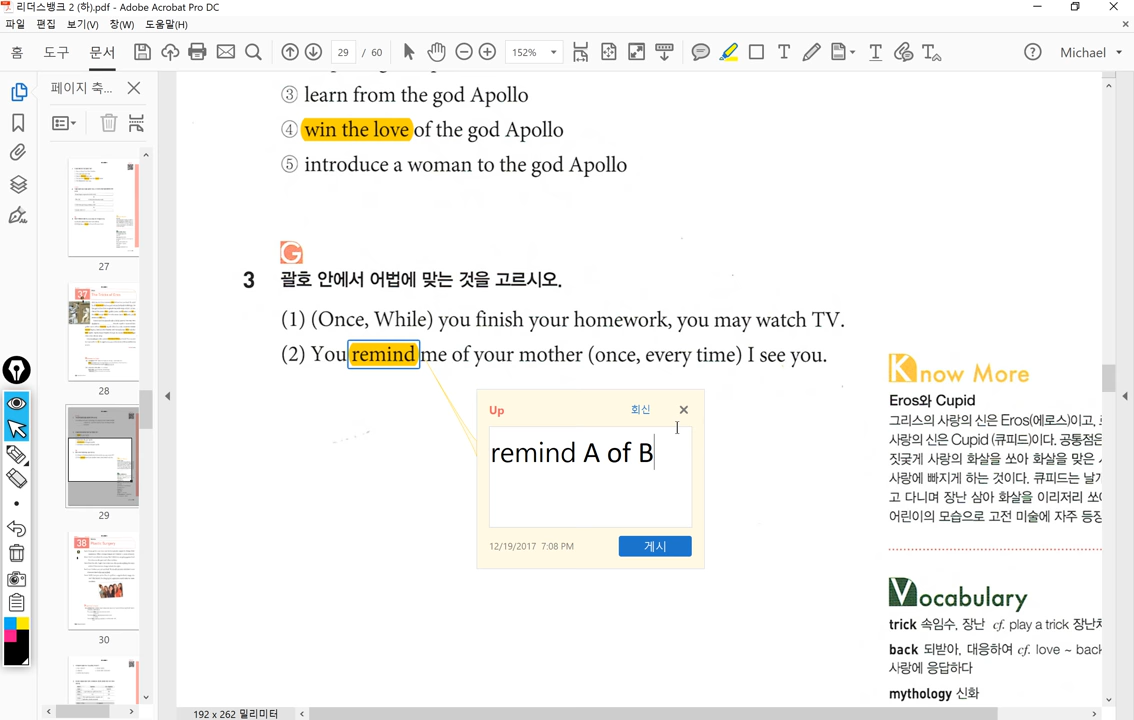 리더스뱅크 2 (하).pdf - Adobe Acrobat Pro DC
파일 편집 보기(V) 창(W) 도움말(H)
홈 도구 문서 29 / 60 152% Michael
페이지 축...
③ learn from the god Apollo
④ win the love of the god Apollo
⑤ introduce a woman to the god Apollo
G
3 괄호 안에서 어법에 맞는 것을 고르시오.
(1) (Once, While) you finish your homework, you may watch TV.
(2) You remind me of your mother (once, every time) I see you.
Up 회신
remind A of B
12/19/2017 7:08 PM 게시
Know More
Eros와 Cupid
그리스의 사랑의 신은 Eros(에로스)이고,
사랑의 신은 Cupid (큐피드)이다. 공통점은
짓궂게 사랑의 화살을 쏘아 화살을 맞은
사랑에 빠지게 하는 것이다. 큐피드는 날개
고 다니며 장난 삼아 화살을 이리저리 쏘
어린이의 모습으로 고전 미술에 자주 등장
Vocabulary
trick 속임수, 장난 cf. play a trick 장난치
back 되받아, 대응하여 cf. love ~ back
사랑에 응답하다
mythology 신화
27
37
28
29
38
30
192 x 262 밀리미터